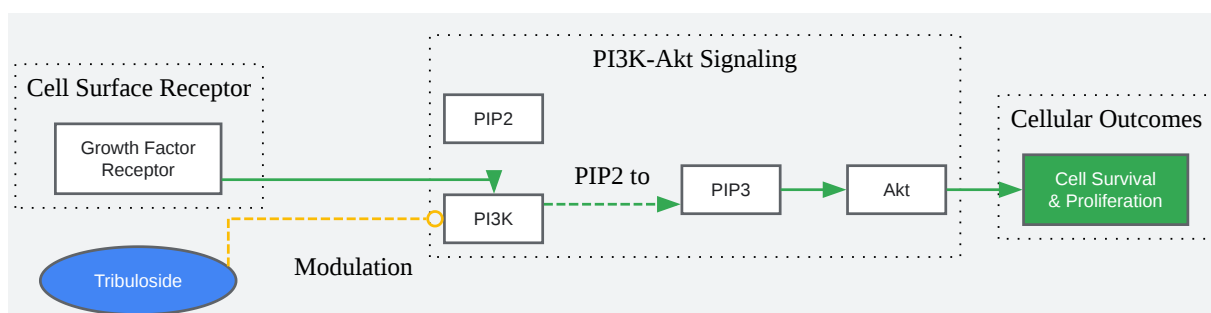 PI3K-Akt Signaling
Cell Surface Receptor
Growth Factor
Receptor
PIP2
PI3K
PIP2 to
PIP3
Akt
Cellular Outcomes
Cell Survival
& Proliferation
Modulation
Tribuloside